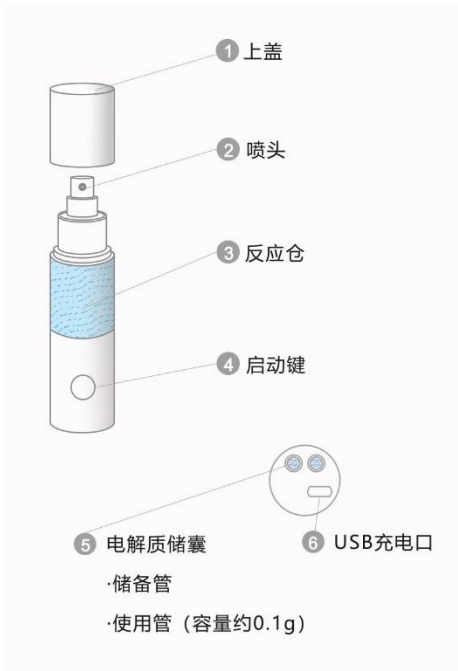 1 上盖
2 喷头
3 反应仓
4 启动键
5 电解质储囊
6 USB充电口
·储备管
·使用管（容量约0.1g）